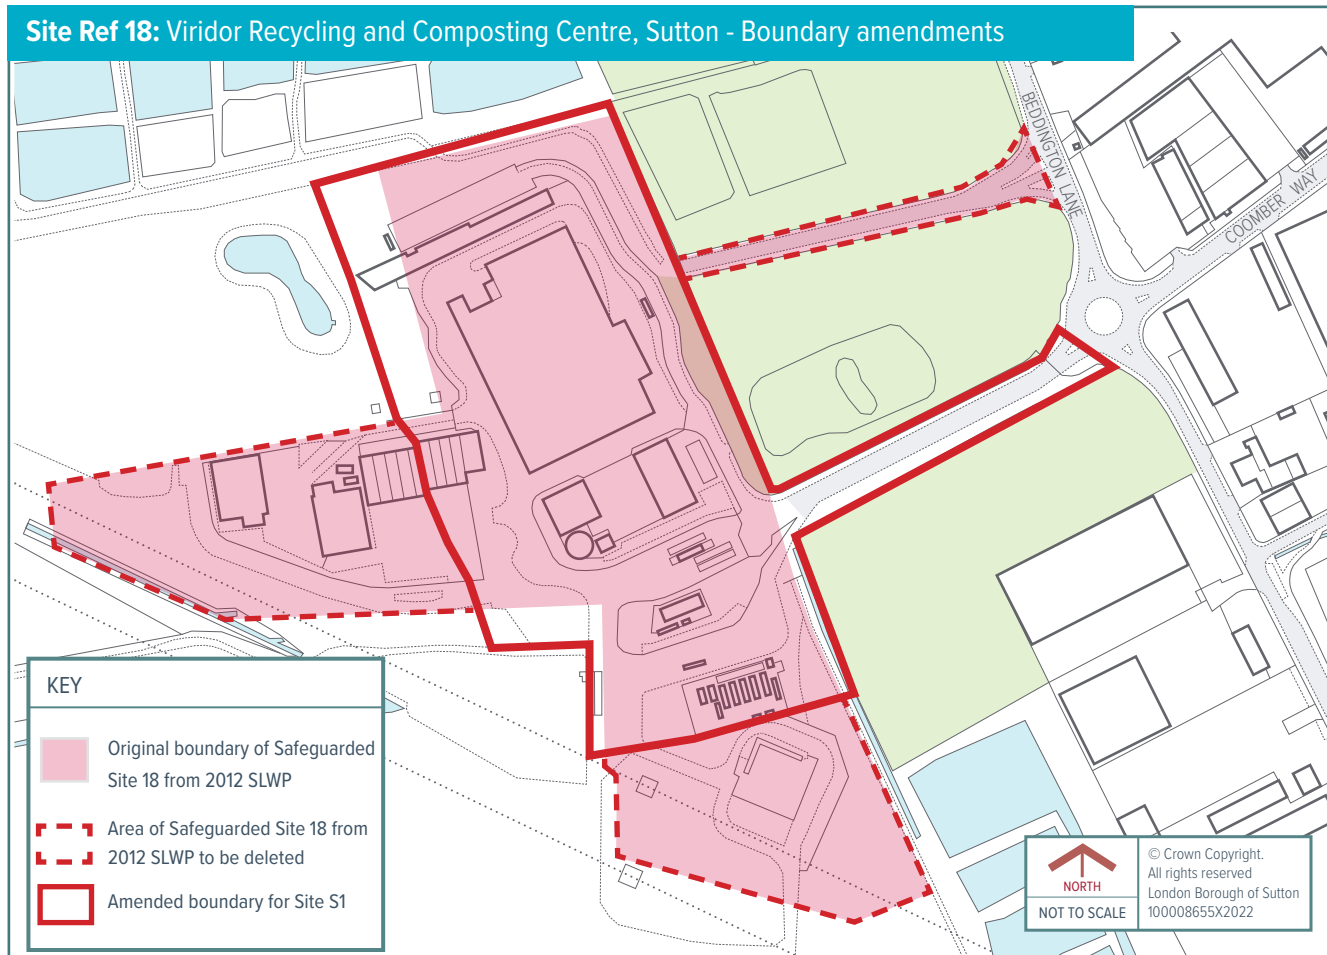 Site Ref 18: Viridor Recycling and Composting Centre, Sutton - Boundary amendments
BEDDINGTON LANE
COOMBER WAY
KEY
Original boundary of Safeguarded
Site 18 from 2012 SLWP
Area of Safeguarded Site 18 from
2012 SLWP to be deleted
Amended boundary for Site S1
NORTH
NOT TO SCALE
© Crown Copyright.
All rights reserved
London Borough of Sutton
100008655X2022